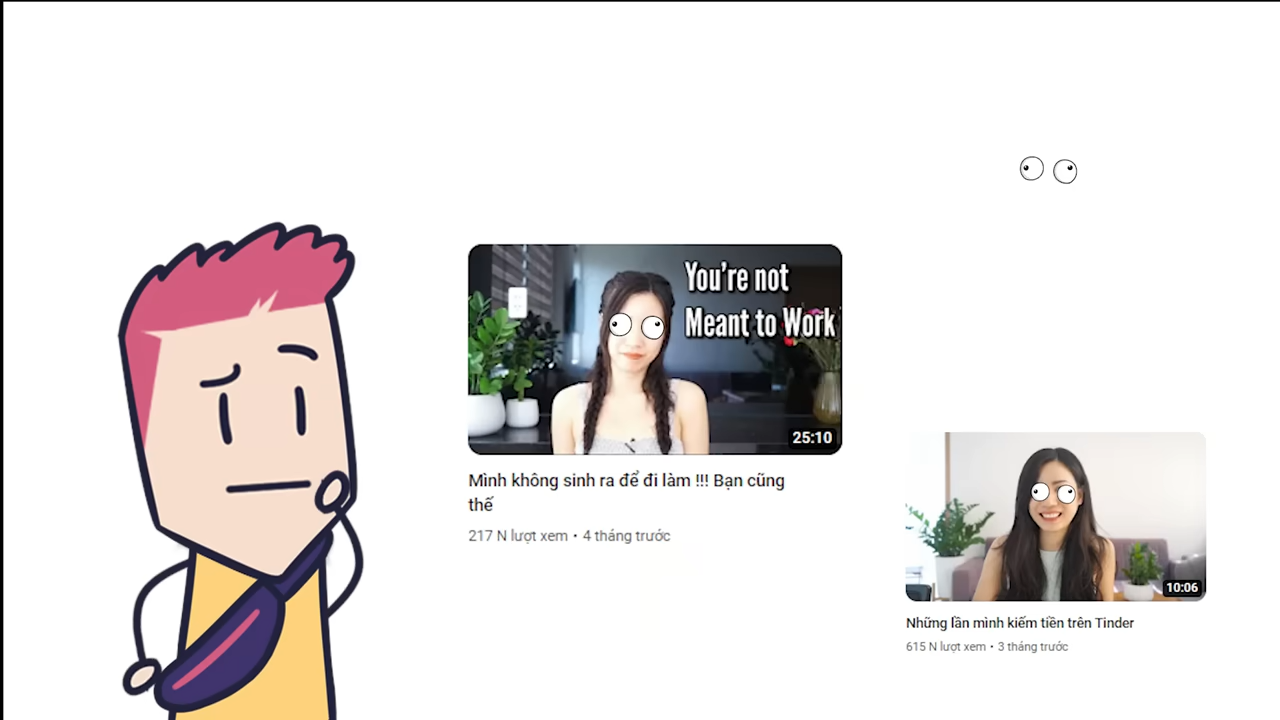 You're not
Meant to Work
25:10
Mình không sinh ra để đi làm !!! Bạn cũng
thế
217 N lượt xem • 4 tháng trước
10:06
Những lần mình kiếm tiền trên Tinder
615 N lượt xem • 3 tháng trước